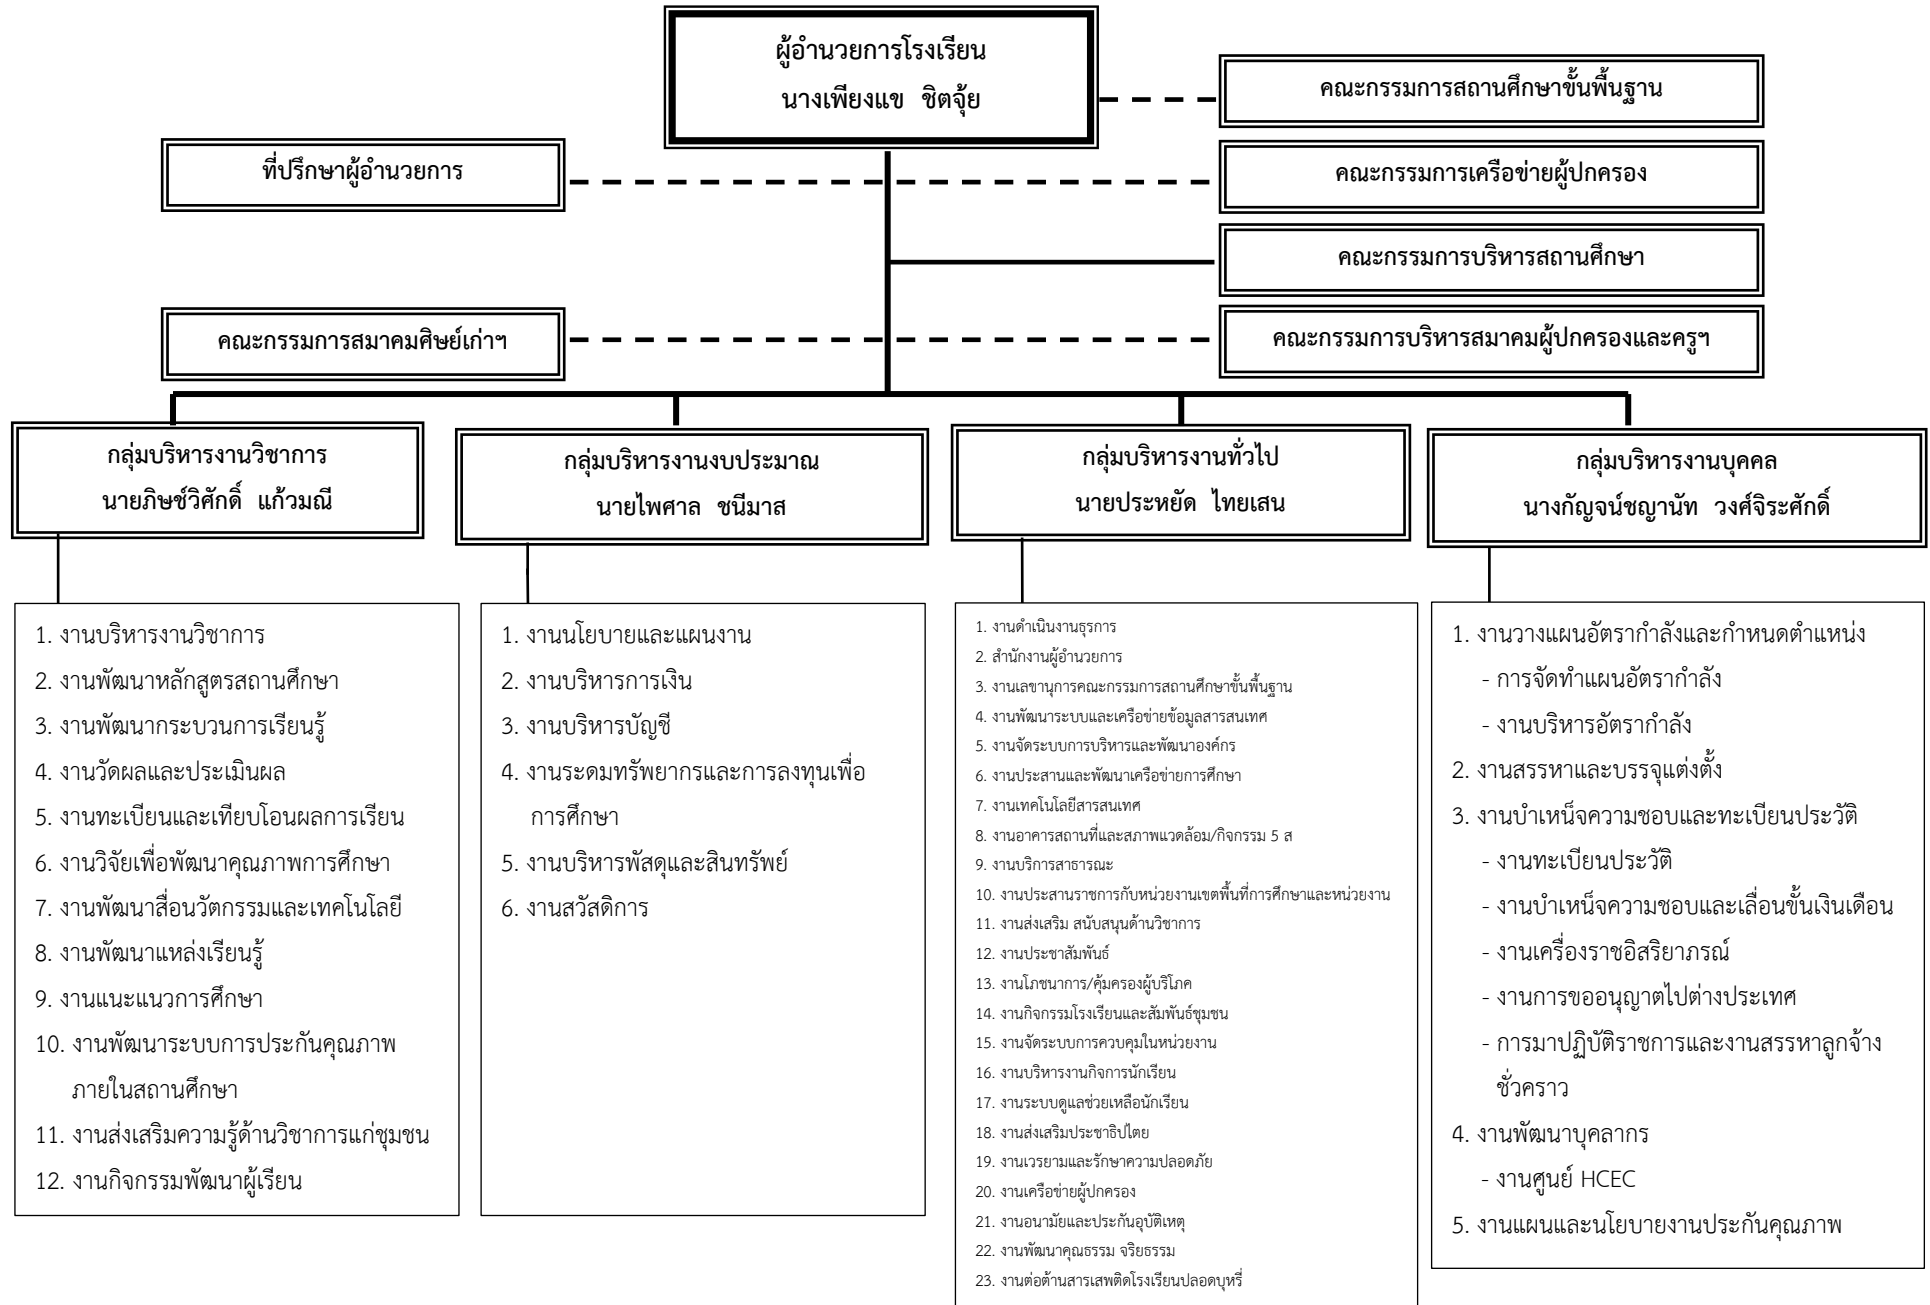 ผู้อำนวยการโรงเรียน
นางเพียงแข ชิตจุ้ย
คณะกรรมการสถานศึกษาขั้นพื้นฐาน
ที่ปรึกษาผู้อำนวยการ
คณะกรรมการเครือข่ายผู้ปกครอง
คณะกรรมการบริหารสถานศึกษา
คณะกรรมการสมาคมศิษย์เก่าฯ
คณะกรรมการบริหารสมาคมผู้ปกครองและครูฯ
กลุ่มบริหารงานวิชาการ
นายภิษช์วิศักดิ์ แก้วมณี
กลุ่มบริหารงานงบประมาณ
นายไพศาล ชนีมาส
กลุ่มบริหารงานทั่วไป
นายประหยัด ไทยเสน
กลุ่มบริหารงานบุคคล
นางกัญจน์ชญานัท วงศ์จิระศักดิ์
1. งานบริหารงานวิชาการ
2. งานพัฒนาหลักสูตรสถานศึกษา
3. งานพัฒนากระบวนการเรียนรู้
4. งานวัดผลและประเมินผล
5. งานทะเบียนและเทียบโอนผลการเรียน
6. งานวิจัยเพื่อพัฒนาคุณภาพการศึกษา
7. งานพัฒนาสื่อนวัตกรรมและเทคโนโลยี
8. งานพัฒนาแหล่งเรียนรู้
9. งานแนะแนวการศึกษา
10. งานพัฒนาระบบการประกันคุณภาพ
ภายในสถานศึกษา
11. งานส่งเสริมความรู้ด้านวิชาการแก่ชุมชน
12. งานกิจกรรมพัฒนาผู้เรียน
1. งานนโยบายและแผนงาน
2. งานบริหารการเงิน
3. งานบริหารบัญชี
4. งานระดมทรัพยากรและการลงทุนเพื่อ
การศึกษา
5. งานบริหารพัสดุและสินทรัพย์
6. งานสวัสดิการ
1. งานดำเนินงานธุรการ
2. สำนักงานผู้อำนวยการ
3. งานเลขานุการคณะกรรมการสถานศึกษาขั้นพื้นฐาน
4. งานพัฒนาระบบและเครือข่ายข้อมูลสารสนเทศ
5. งานจัดระบบการบริหารและพัฒนาองค์กร
6. งานประสานและพัฒนาเครือข่ายการศึกษา
7. งานเทคโนโลยีสารสนเทศ
8. งานอาคารสถานที่และสภาพแวดล้อม/กิจกรรม 5 ส
9. งานบริการสาธารณะ
10. งานประสานราชการกับหน่วยงานเขตพื้นที่การศึกษาและหน่วยงาน
11. งานส่งเสริม สนับสนุนด้านวิชาการ
12. งานประชาสัมพันธ์
13. งานโภชนาการ/คุ้มครองผู้บริโภค
14. งานกิจกรรมโรงเรียนและสัมพันธ์ชุมชน
15. งานจัดระบบการควบคุมในหน่วยงาน
16. งานบริหารงานกิจการนักเรียน
17. งานระบบดูแลช่วยเหลือนักเรียน
18. งานส่งเสริมประชาธิปไตย
19. งานเวรยามและรักษาความปลอดภัย
20. งานเครือข่ายผู้ปกครอง
21. งานอนามัยและประกันอุบัติเหตุ
22. งานพัฒนาคุณธรรม จริยธรรม
23. งานต่อต้านสารเสพติดโรงเรียนปลอดบุหรี่
1. งานวางแผนอัตรากำลังและกำหนดตำแหน่ง
- การจัดทำแผนอัตรากำลัง
- งานบริหารอัตรากำลัง
2. งานสรรหาและบรรจุแต่งตั้ง
3. งานบำเหน็จความชอบและทะเบียนประวัติ
- งานทะเบียนประวัติ
- งานบำเหน็จความชอบและเลื่อนขั้นเงินเดือน
- งานเครื่องราชอิสริยาภรณ์
- งานการขออนุญาตไปต่างประเทศ
- การมาปฏิบัติราชการและงานสรรหาลูกจ้าง
ชั่วคราว
4. งานพัฒนาบุคลากร
- งานศูนย์ HCEC
5. งานแผนและนโยบายงานประกันคุณภาพ